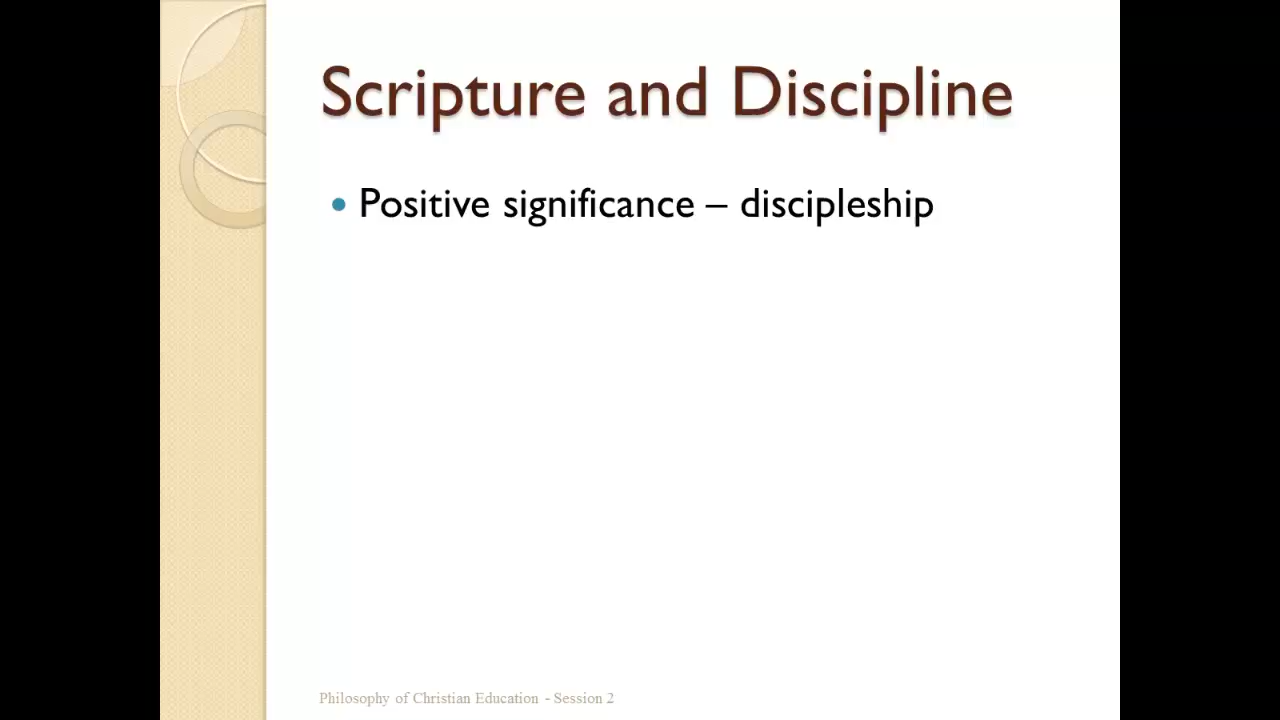 Scripture and Discipline
• Positive significance – discipleship
Philosophy of Christian Education - Session 2